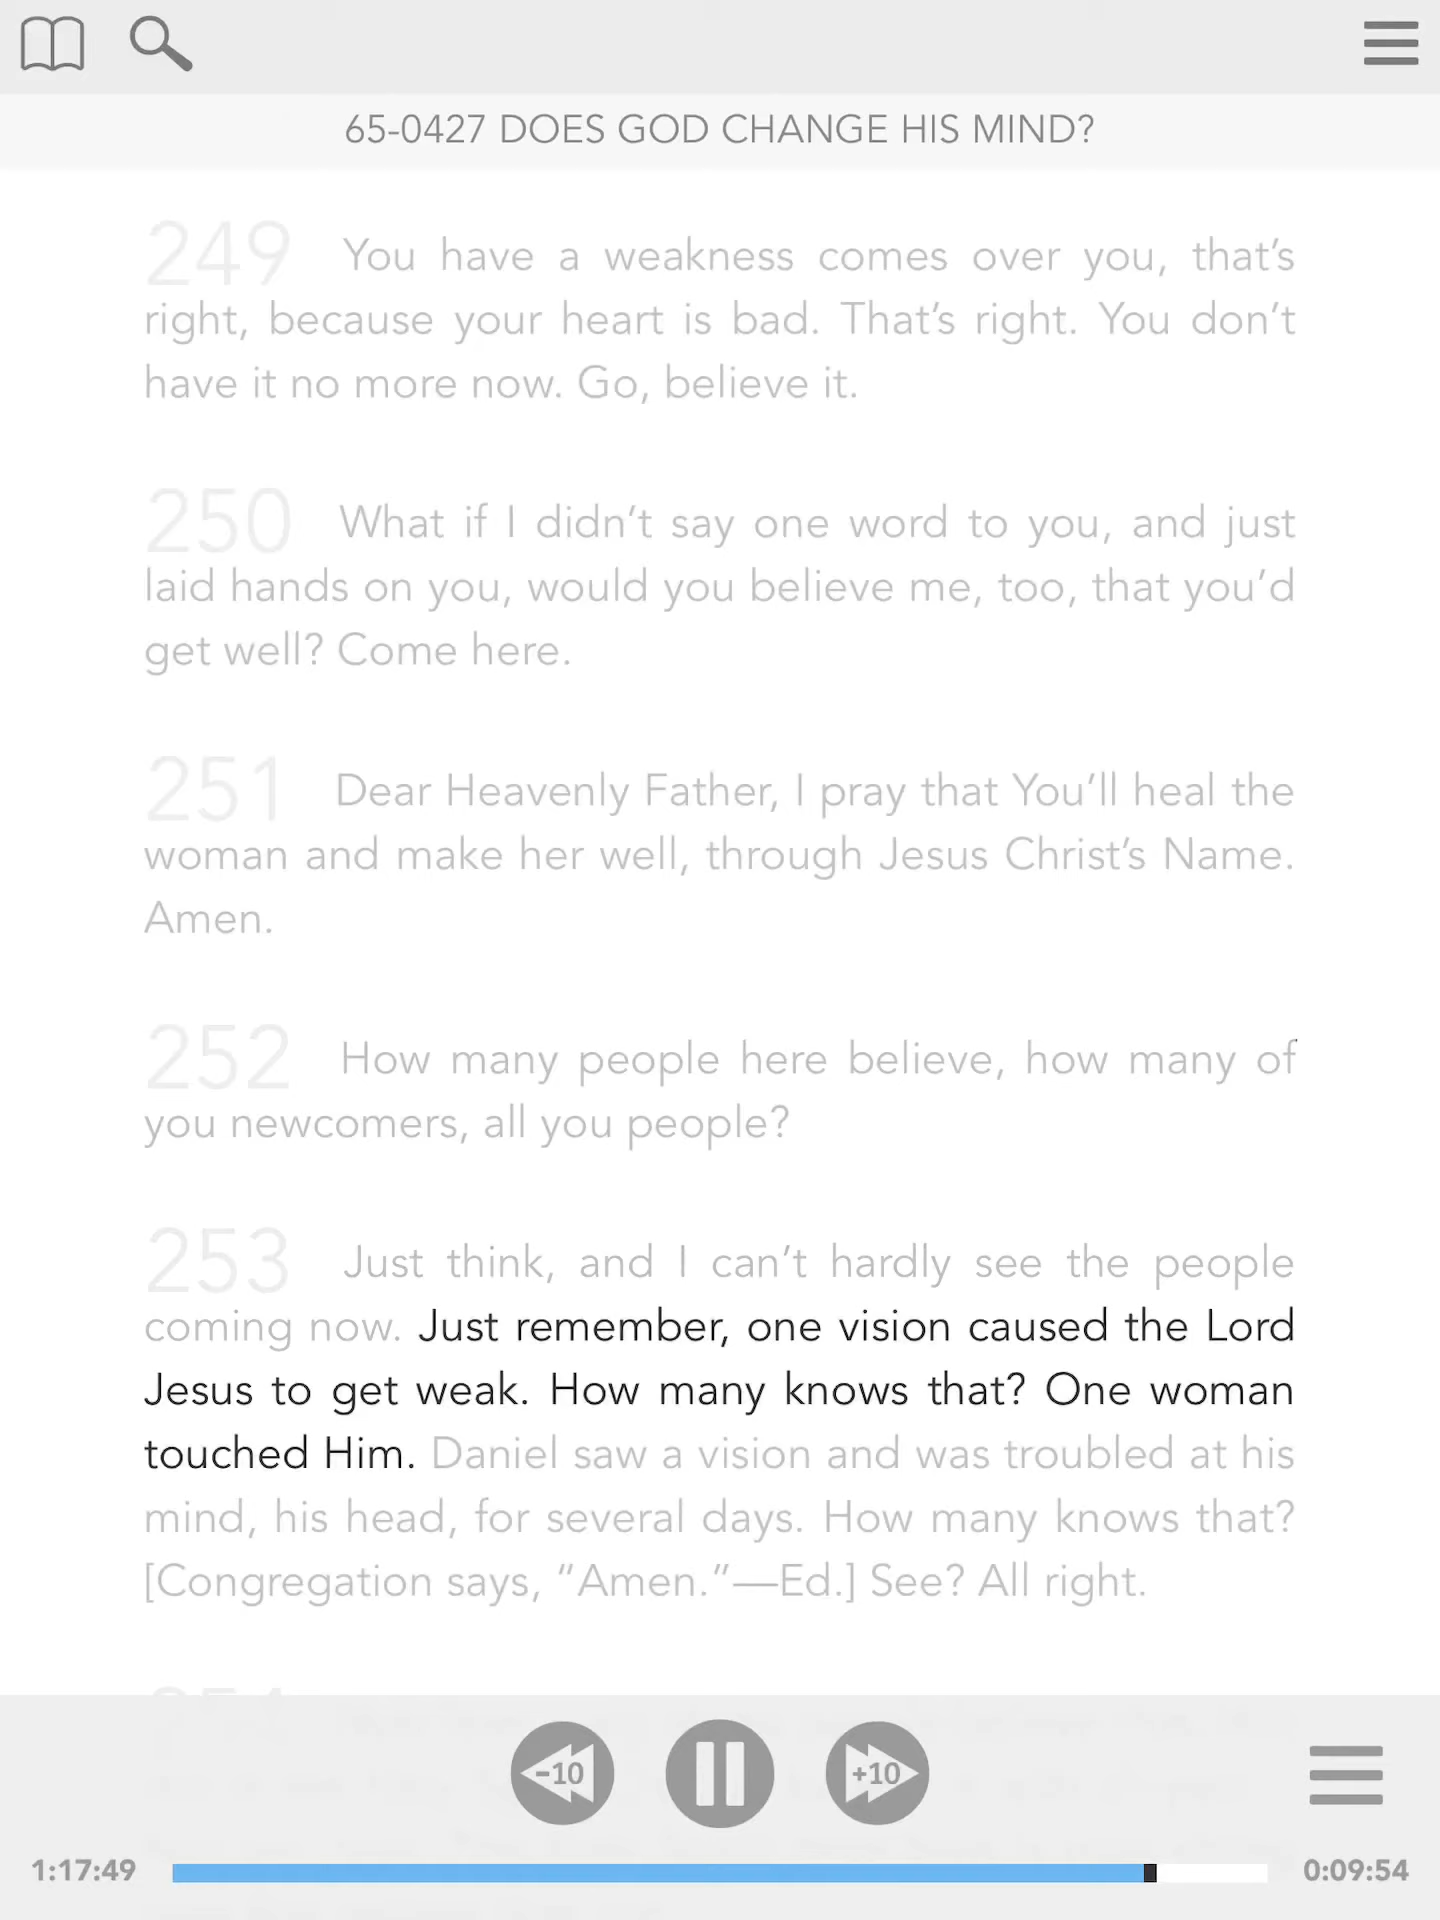 65-0427 DOES GOD CHANGE HIS MIND?
249 You have a weakness comes over you, that’s
right, because your heart is bad. That’s right. You don’t
have it no more now. Go, believe it.
250 What if I didn’t say one word to you, and just
laid hands on you, would you believe me, too, that you’d
get well? Come here.
251 Dear Heavenly Father, I pray that You’ll heal the
woman and make her well, through Jesus Christ’s Name.
Amen.
252 How many people here believe, how many of
you newcomers, all you people?
253 Just think, and I can’t hardly see the people
coming now. Just remember, one vision caused the Lord
Jesus to get weak. How many knows that? One woman
touched Him. Daniel saw a vision and was troubled at his
mind, his head, for several days. How many knows that?
[Congregation says, “Amen.”—Ed.] See? All right.
-10 +10
1:17:49 0:09:54